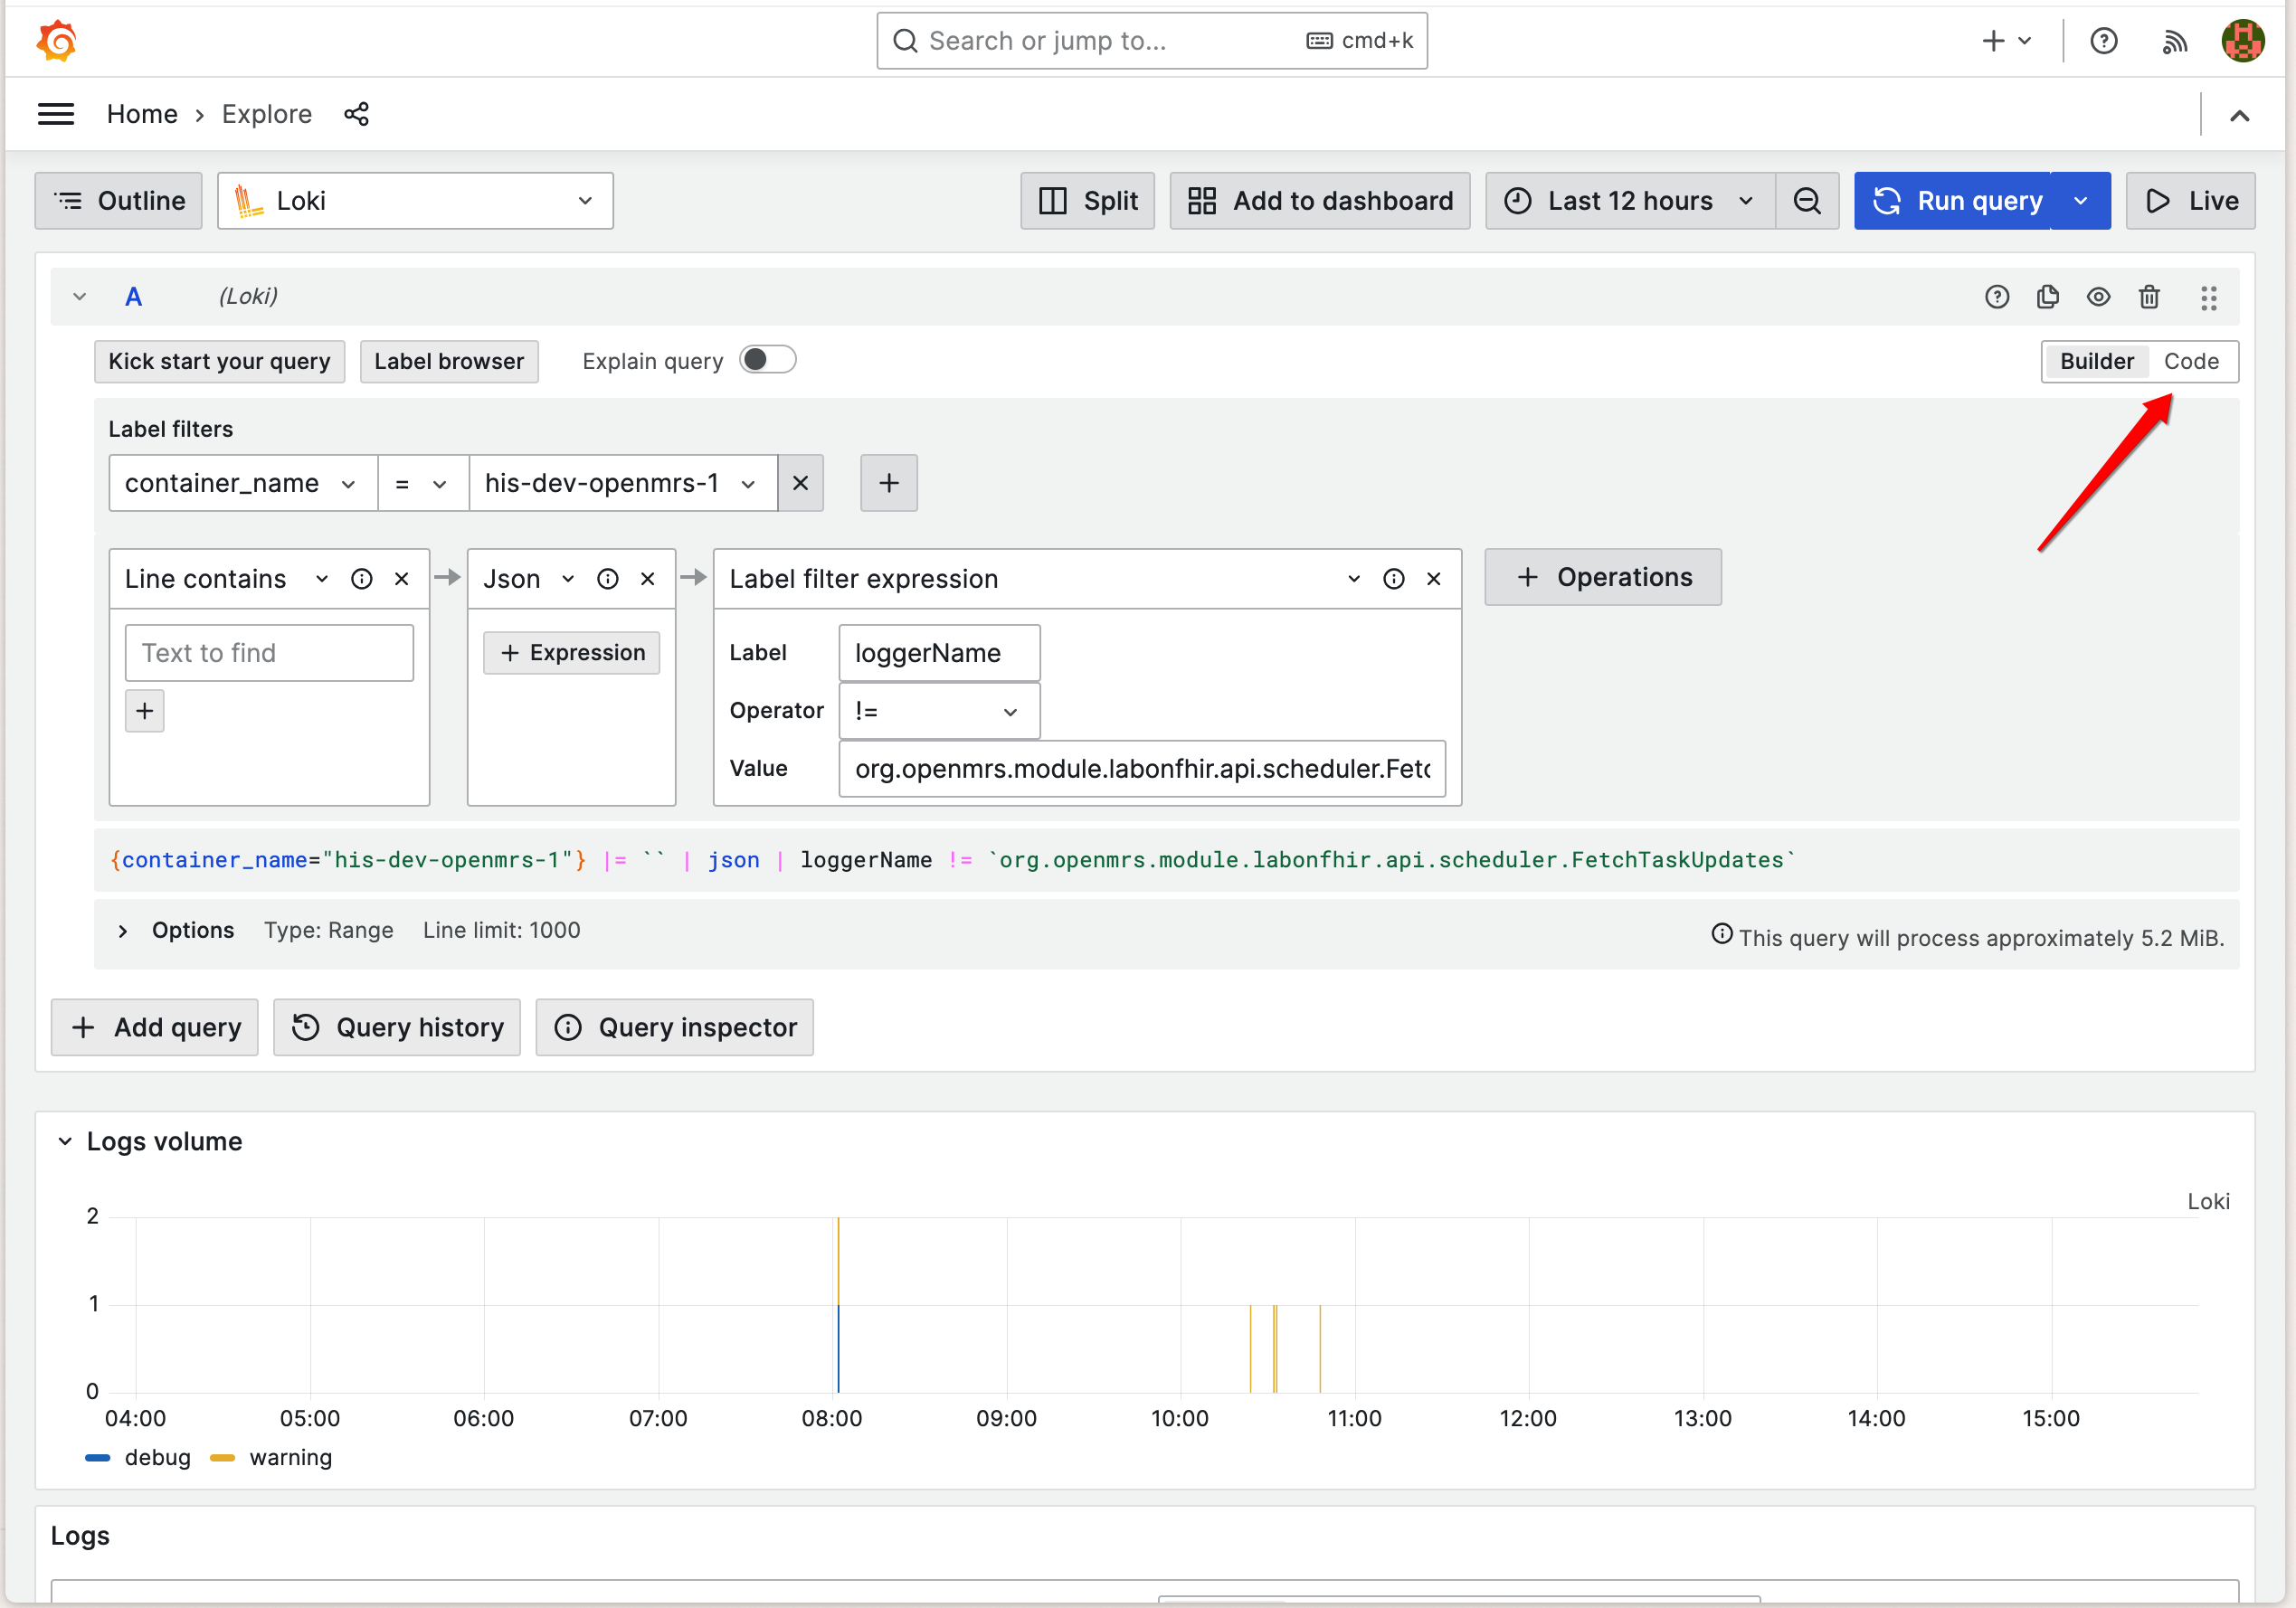 Search or jump to... cmd+k
Home › Explore
Outline Loki Split Add to dashboard Last 12 hours Run query Live
A (Loki)
Kick start your query Label browser Explain query Builder Code
Label filters
container_name = his-dev-openmrs-1
Line contains Json Label filter expression + Operations
Text to find + Expression Label loggerName
+ Operator !=
Value org.openmrs.module.labonfhir.api.scheduler.Fetc
{container_name="his-dev-openmrs-1"} |= `` | json | loggerName != `org.openmrs.module.labonfhir.api.scheduler.FetchTaskUpdates`
Options Type: Range Line limit: 1000 This query will process approximately 5.2 MiB.
+ Add query Query history Query inspector
Logs volume
Loki
2
1
0
04:00 05:00 06:00 07:00 08:00 09:00 10:00 11:00 12:00 13:00 14:00 15:00
debug warning
Logs